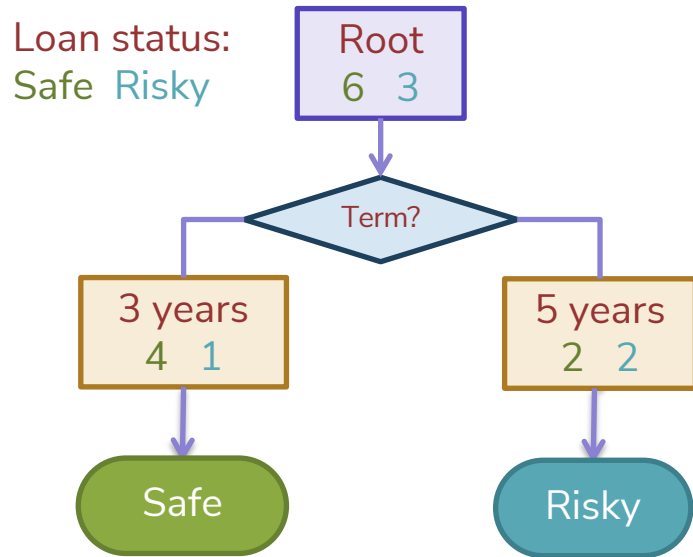 Loan status:
Safe Risky
Root
6 3
Term?
3 years
4 1
5 years
2 2
Safe
Risky